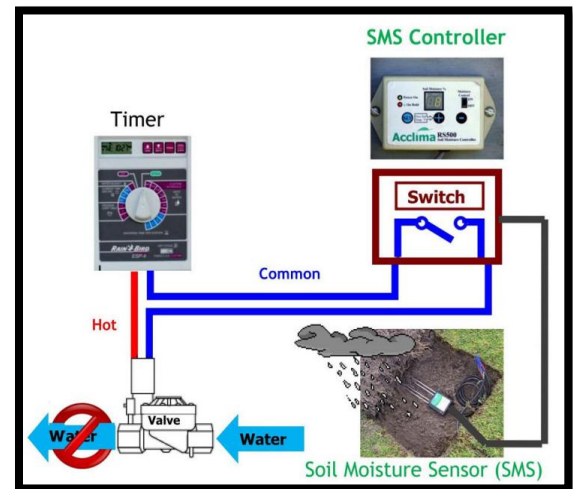 SMS Controller
Timer
Acclima RS500
RAIN BIRD
Switch
Common
Hot
Valve
Water
Water
Soil Moisture Sensor (SMS)